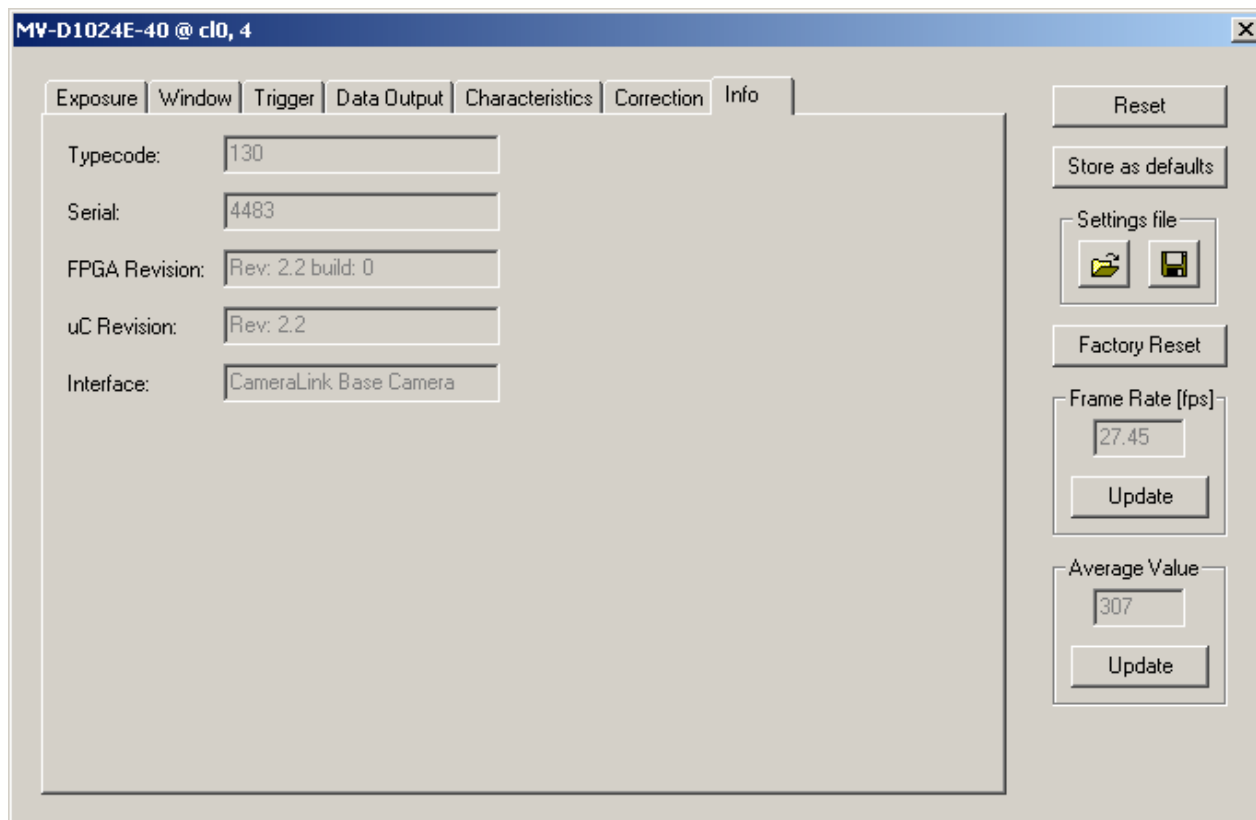 MV-D1024E-40 @ cl0, 4
Exposure Window Trigger Data Output Characteristics Correction Info
Typecode: 130
Serial: 4483
FPGA Revision: Rev: 2.2 build: 0
uC Revision: Rev: 2.2
Interface: CameraLink Base Camera
Reset
Store as defaults
Settings file
Factory Reset
Frame Rate [fps]
27.45
Update
Average Value
307
Update